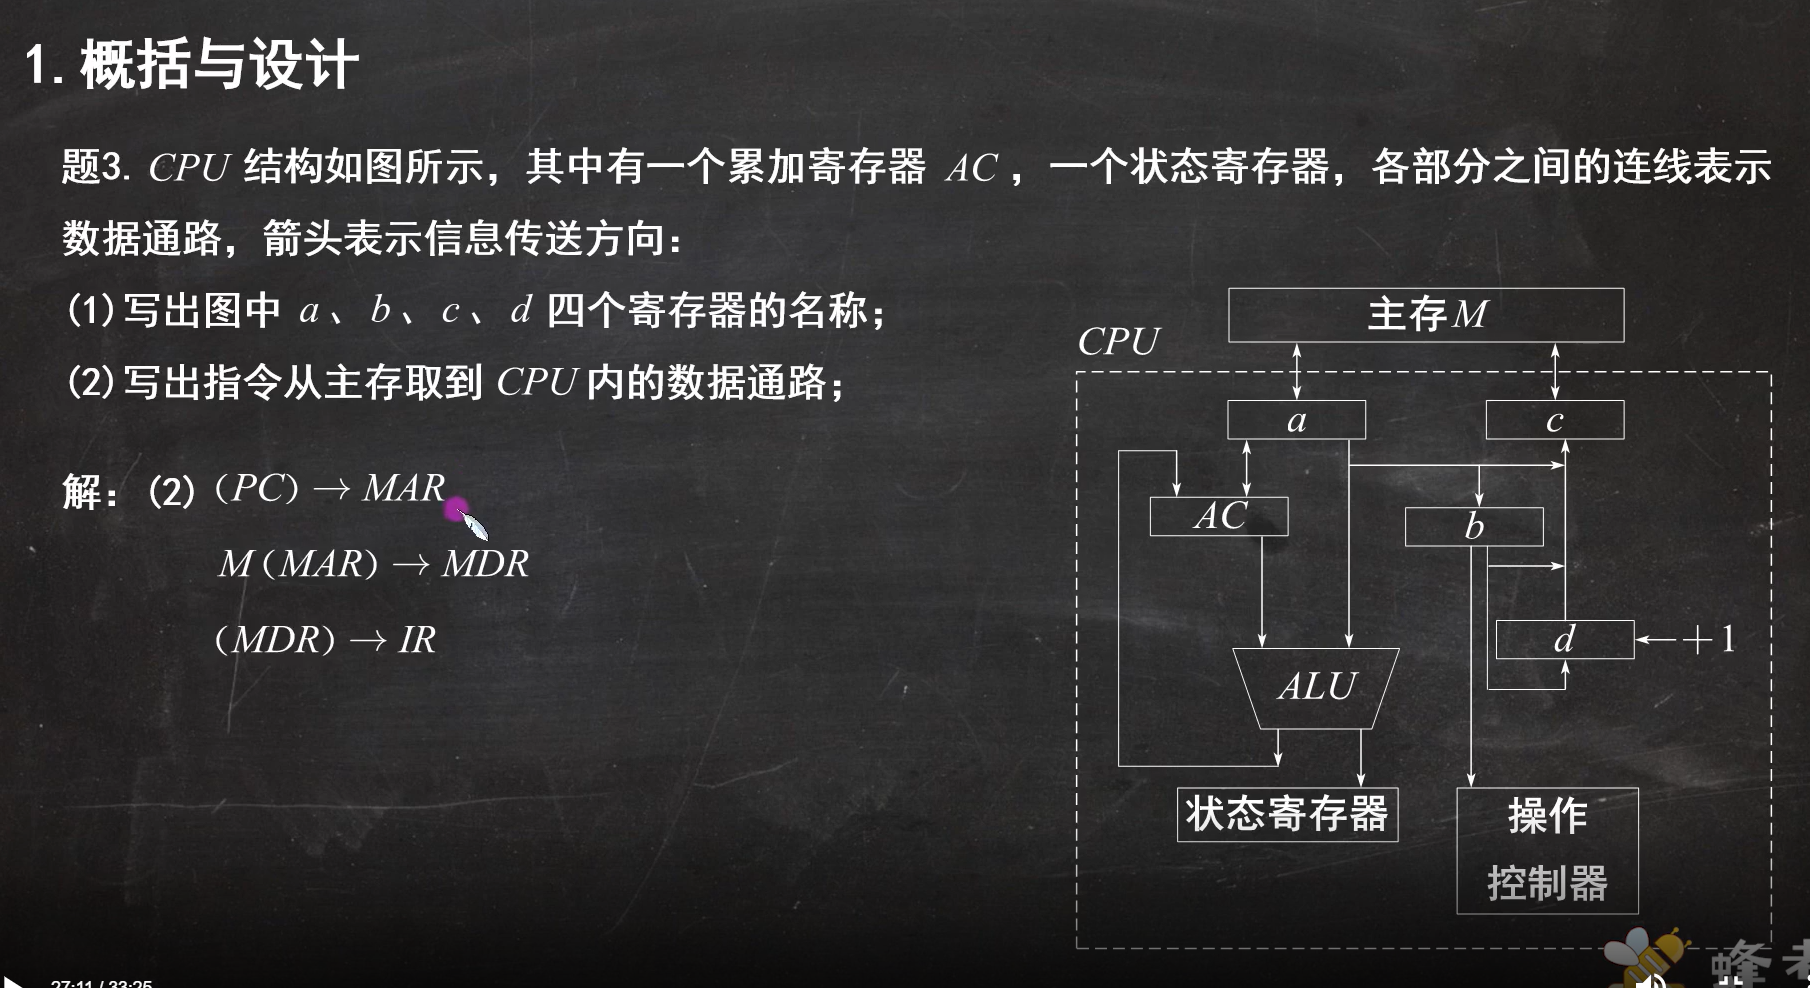 1.概括与设计
题3. CPU 结构如图所示，其中有一个累加寄存器 AC，一个状态寄存器，各部分之间的连线表示
数据通路，箭头表示信息传送方向：
(1)写出图中 a、b、c、d 四个寄存器的名称；
(2)写出指令从主存取到 CPU 内的数据通路；
解：(2) (PC) → MAR
M(MAR) → MDR
(MDR) → IR
主存M
CPU
a
c
AC
b
d
+1
ALU
状态寄存器
操作
控制器
蜂考
27:11 / 33:25